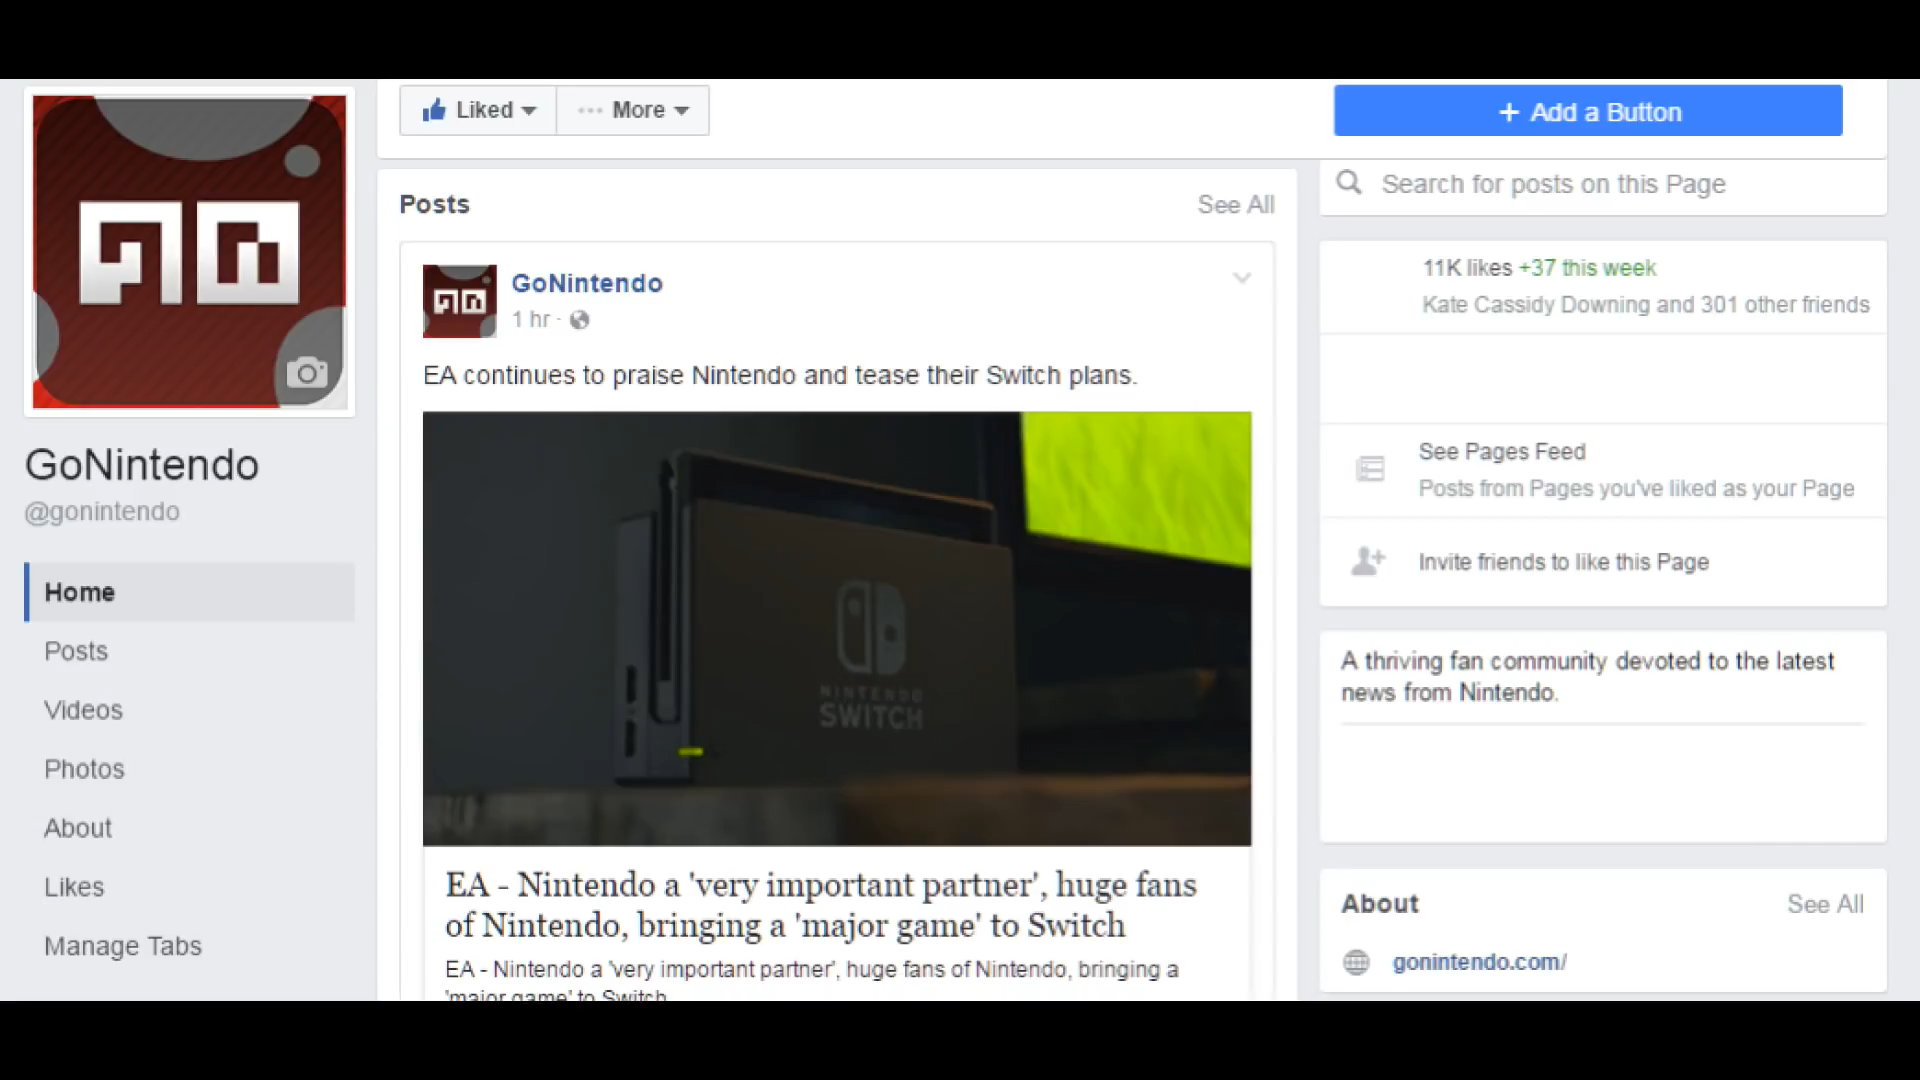 Liked
More
+ Add a Button
Search for posts on this Page
Posts
See All
GoNintendo
1 hr ·
EA continues to praise Nintendo and tease their Switch plans.
NINTENDO
SWITCH
EA - Nintendo a 'very important partner', huge fans
of Nintendo, bringing a 'major game' to Switch
EA - Nintendo a 'very important partner', huge fans of Nintendo, bringing a
'major game' to Switch
GoNintendo
@gonintendo
Home
Posts
Videos
Photos
About
Likes
Manage Tabs
11K likes +37 this week
Kate Cassidy Downing and 301 other friends
See Pages Feed
Posts from Pages you've liked as your Page
Invite friends to like this Page
A thriving fan community devoted to the latest
news from Nintendo.
About
See All
gonintendo.com/